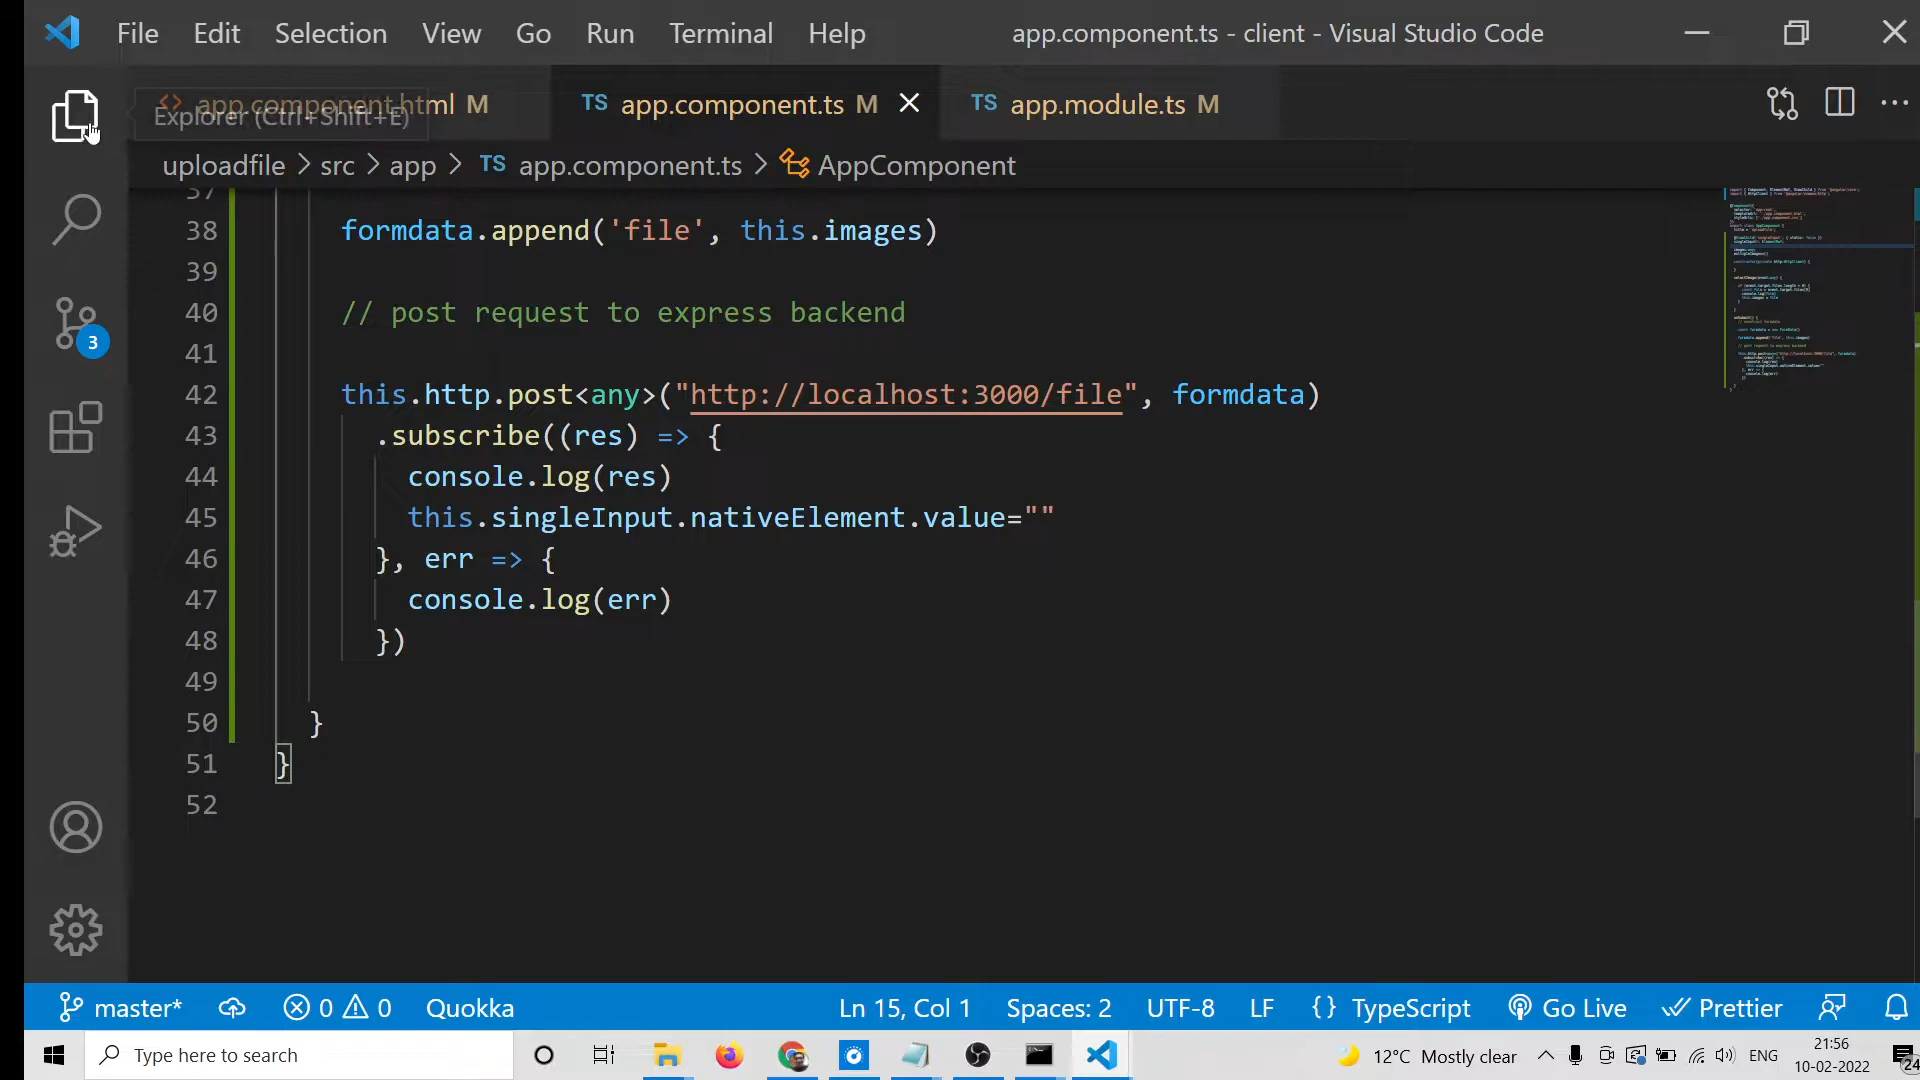 File Edit Selection View Go Run Terminal Help app.component.ts - client - Visual Studio Code
app.component.html M TS app.component.ts M TS app.module.ts M
Explorer (Ctrl+Shift+E)
uploadfile > src > app > TS app.component.ts > AppComponent
37
38 formdata.append('file', this.images)
39
40 // post request to express backend
41
42 this.http.post<any>("http://localhost:3000/file", formdata)
43 .subscribe((res) => {
44 console.log(res)
45 this.singleInput.nativeElement.value=""
46 }, err => {
47 console.log(err)
48 })
49
50 }
51 }
52
3
master* 0 0 Quokka Ln 15, Col 1 Spaces: 2 UTF-8 LF {} TypeScript Go Live Prettier
Type here to search 12°C Mostly clear ENG 21:56
10-02-2022 24